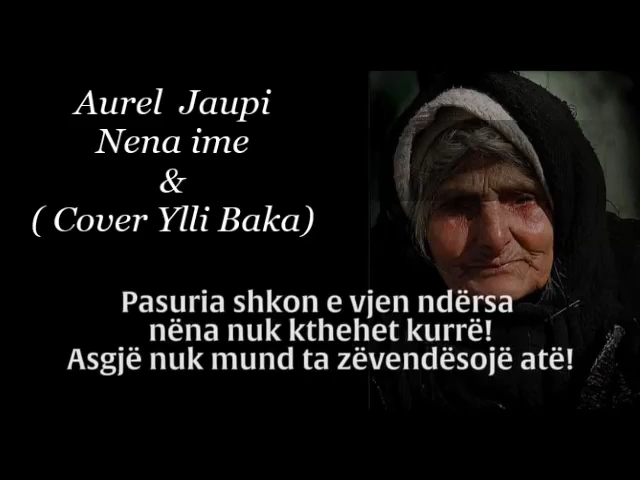 Aurel Jaupi
Nena ime
&
( Cover Ylli Baka)
Pasuria shkon e vjen ndërsa
nëna nuk kthehet kurrë!
Asgjë nuk mund ta zëvendësojë atë!